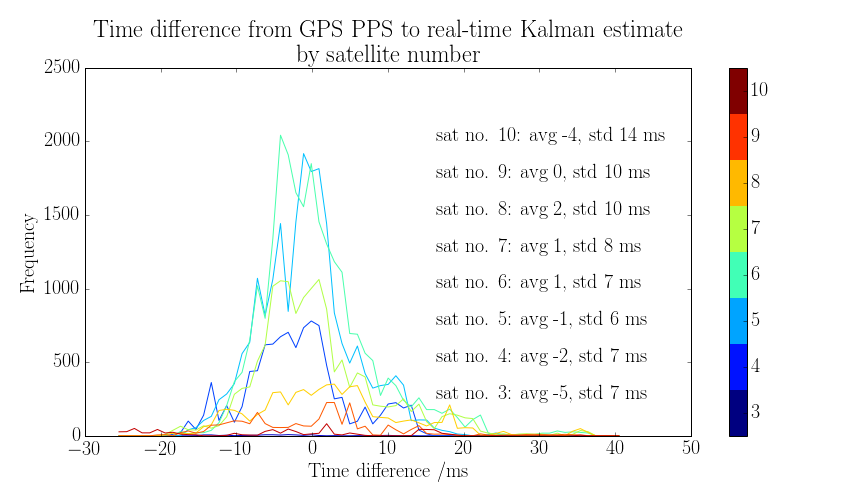 Time difference from GPS PPS to real-time Kalman estimate
by satellite number
2500
2000
1500
1000
500
0
Frequency
sat no. 10: avg -4, std 14 ms
sat no. 9: avg 0, std 10 ms
sat no. 8: avg 2, std 10 ms
sat no. 7: avg 1, std 8 ms
sat no. 6: avg 1, std 7 ms
sat no. 5: avg -1, std 6 ms
sat no. 4: avg -2, std 7 ms
sat no. 3: avg -5, std 7 ms
−30 −20 −10 0 10 20 30 40 50
Time difference /ms
10
9
8
7
6
5
4
3